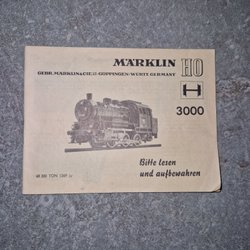 MÄRKLIN HO
GEBR. MÄRKLIN & CIE. GÖPPINGEN·WÜRTT. GERMANY
3000
Bitte lesen
und aufbewahren